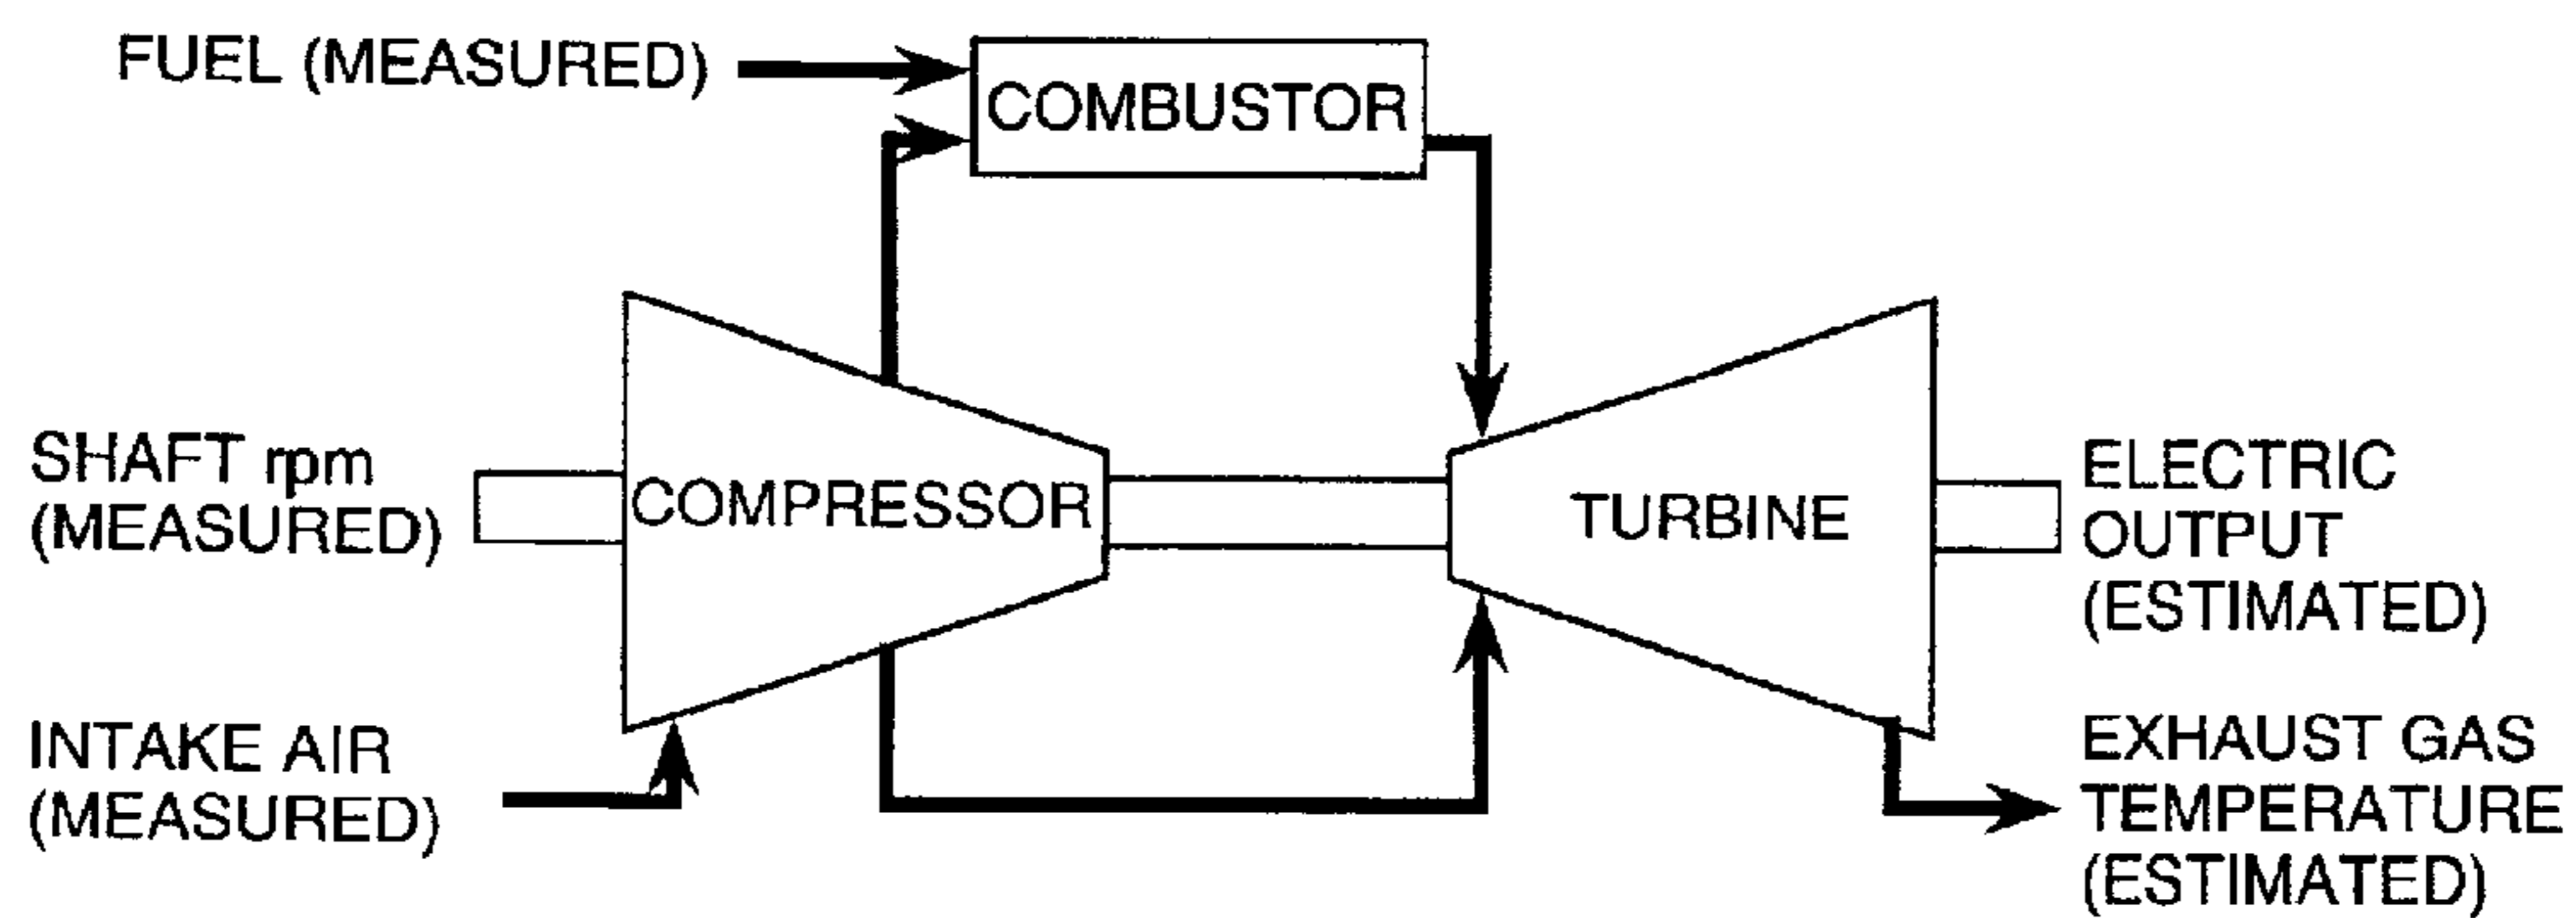 FUEL (MEASURED)
COMBUSTOR
SHAFT rpm
(MEASURED)
COMPRESSOR
TURBINE
ELECTRIC
OUTPUT
(ESTIMATED)
INTAKE AIR
(MEASURED)
EXHAUST GAS
TEMPERATURE
(ESTIMATED)